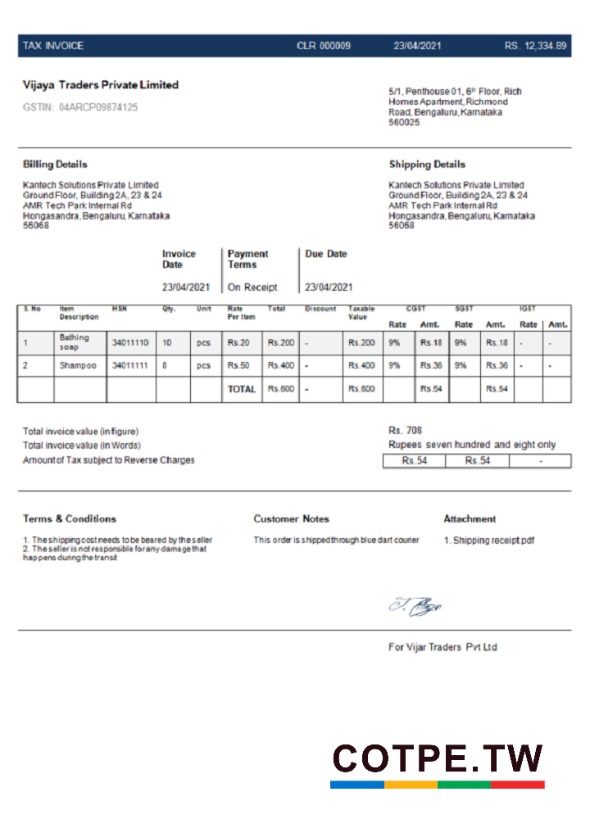 TAX INVOICE CLR 000009 23/04/2021 RS. 12,334.89
Vijaya Traders Private Limited
GSTIN: 04ARCP09874125
5/1, Penthouse 01, 6th Floor, Rich
Homes Apartment, Richmond
Road, Bengaluru, Karnataka
560025
Billing Details
Kantech Solutions Private Limited
Ground Floor, Building 2A, 23 & 24
AMR Tech Park Internal Rd
Hongasandra, Bengaluru, Karnataka
56068
Shipping Details
Kantech Solutions Private Limited
Ground Floor, Building 2A, 23 & 24
AMR Tech Park Internal Rd
Hongasandra, Bengaluru, Karnataka
56068
Invoice Date Payment Terms Due Date
23/04/2021 On Receipt 23/04/2021
S. No Item Description HSN Qty. Unit Rate Per Item Total Discount Taxable Value CGST SGST IGST
Rate Amt. Rate Amt. Rate Amt.
1 Bathing soap 34011110 10 pcs Rs.20 Rs.200 - Rs.200 9% Rs.18 9% Rs.18 - -
2 Shampoo 34011111 8 pcs Rs.50 Rs.400 - Rs.400 9% Rs.36 9% Rs.36 - -
TOTAL Rs.600 - Rs.600 Rs.54 Rs.54
Total invoice value (in figure) Rs. 708
Total invoice value (in Words) Rupees seven hundred and eight only
Amount of Tax subject to Reverse Charges Rs.54 Rs.54 -
Terms & Conditions
1. The shipping cost needs to be beared by the seller
2. The seller is not responsible for any damage that
happens during the transit
Customer Notes
This order is shipped through blue dart courier
Attachment
1. Shipping receipt.pdf
For Vijar Traders Pvt Ltd
COTPE.TW